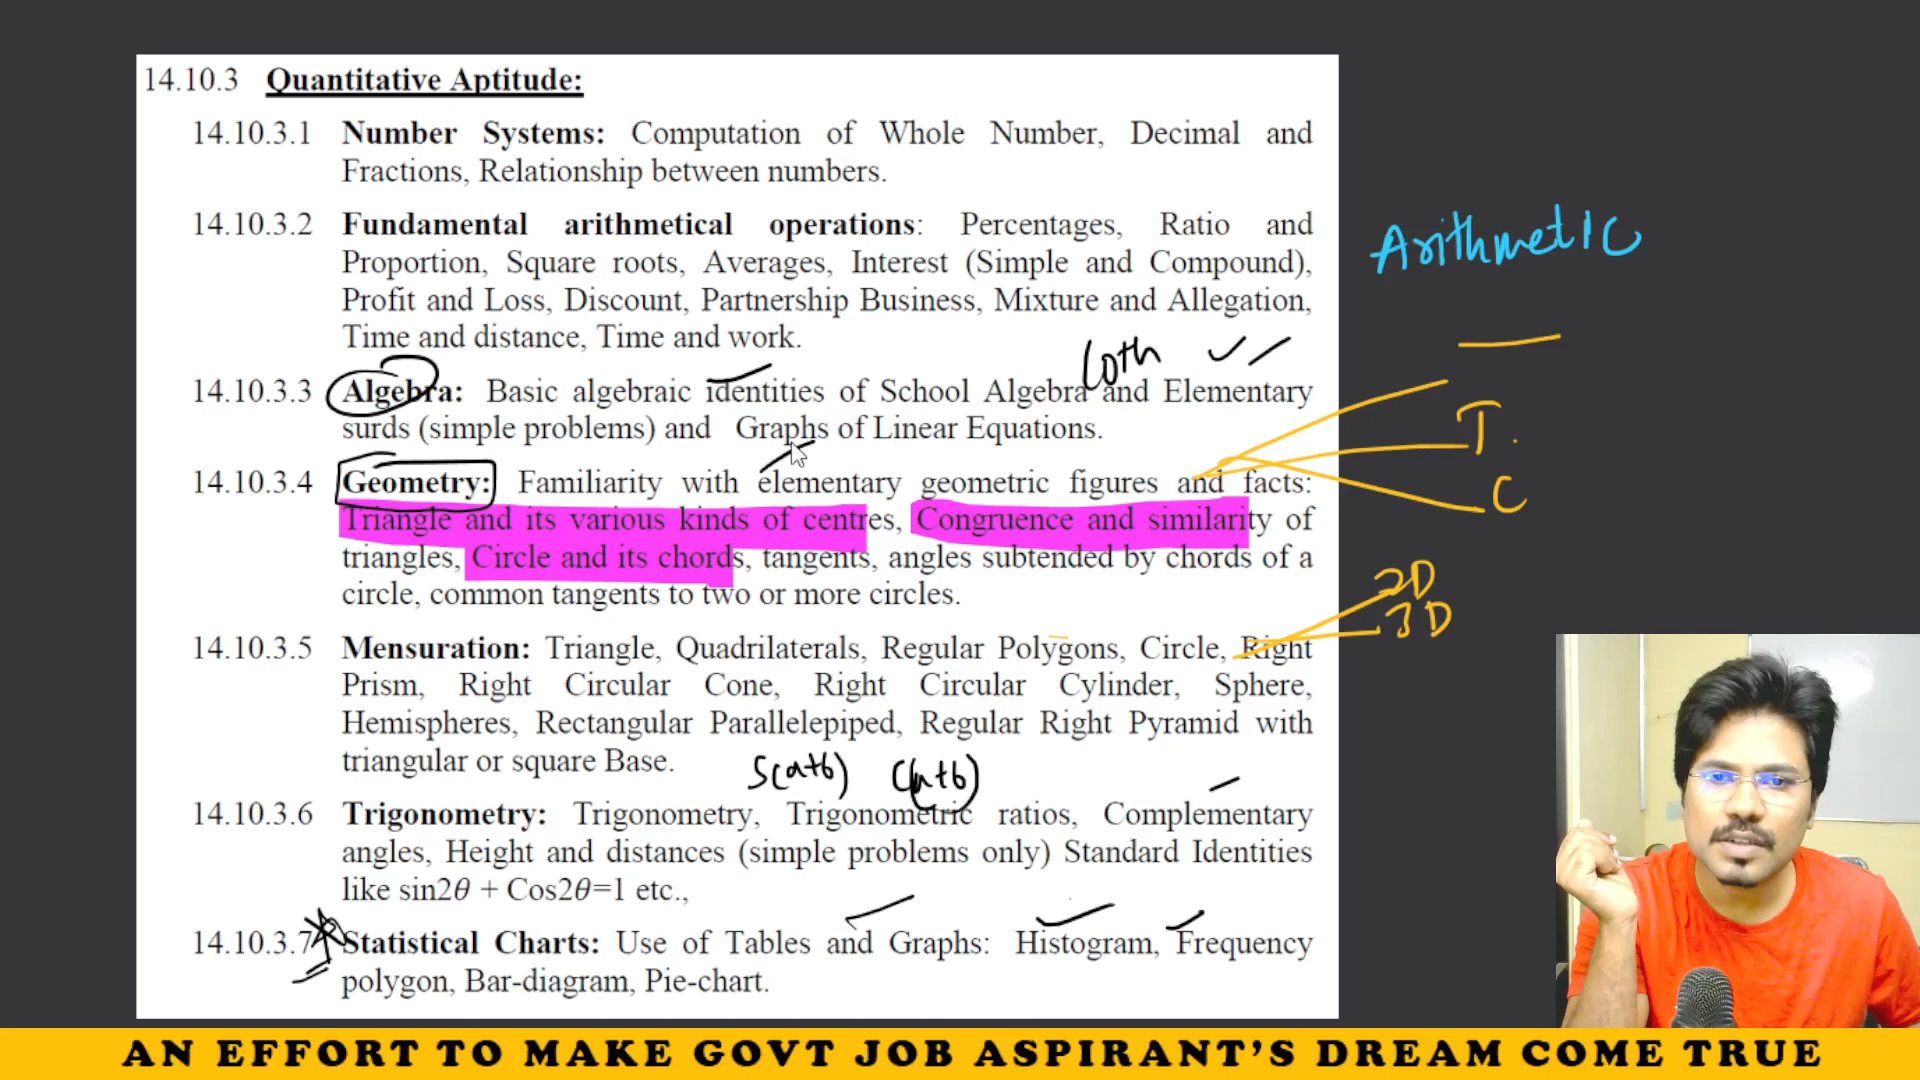 14.10.3 Quantitative Aptitude:
14.10.3.1 Number Systems: Computation of Whole Number, Decimal and
Fractions, Relationship between numbers.
14.10.3.2 Fundamental arithmetical operations: Percentages, Ratio and
Proportion, Square roots, Averages, Interest (Simple and Compound),
Profit and Loss, Discount, Partnership Business, Mixture and Allegation,
Time and distance, Time and work.
Arithmetic
10th
14.10.3.3 Algebra: Basic algebraic identities of School Algebra and Elementary
surds (simple problems) and Graphs of Linear Equations.
T.
14.10.3.4 Geometry: Familiarity with elementary geometric figures and facts:
C
Triangle and its various kinds of centres, Congruence and similarity of
triangles, Circle and its chords, tangents, angles subtended by chords of a
circle, common tangents to two or more circles.
2D
3D
14.10.3.5 Mensuration: Triangle, Quadrilaterals, Regular Polygons, Circle, Right
Prism, Right Circular Cone, Right Circular Cylinder, Sphere,
Hemispheres, Rectangular Parallelepiped, Regular Right Pyramid with
triangular or square Base.
S(a+b) C(a+b)
14.10.3.6 Trigonometry: Trigonometry, Trigonometric ratios, Complementary
angles, Height and distances (simple problems only) Standard Identities
like sin2θ + Cos2θ=1 etc.,
14.10.3.7 Statistical Charts: Use of Tables and Graphs: Histogram, Frequency
polygon, Bar-diagram, Pie-chart.
AN EFFORT TO MAKE GOVT JOB ASPIRANT'S DREAM COME TRUE